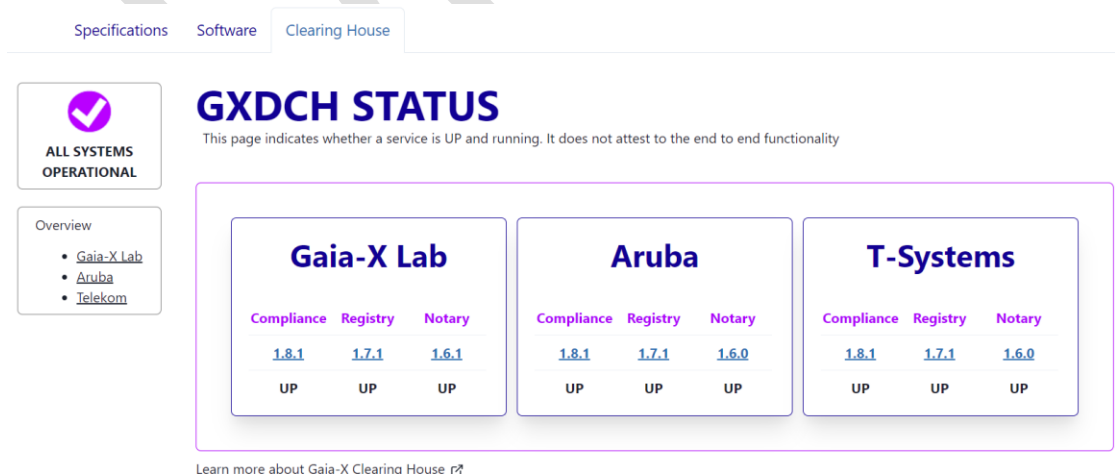 Specifications Software Clearing House
ALL SYSTEMS
OPERATIONAL
Overview
Gaia-X Lab
Aruba
Telekom
GXDCH STATUS
This page indicates whether a service is UP and running. It does not attest to the end to end functionality
Gaia-X Lab
Compliance Registry Notary
1.8.1 1.7.1 1.6.1
UP UP UP
Aruba
Compliance Registry Notary
1.8.1 1.7.1 1.6.0
UP UP UP
T-Systems
Compliance Registry Notary
1.8.1 1.7.1 1.6.0
UP UP UP
Learn more about Gaia-X Clearing House